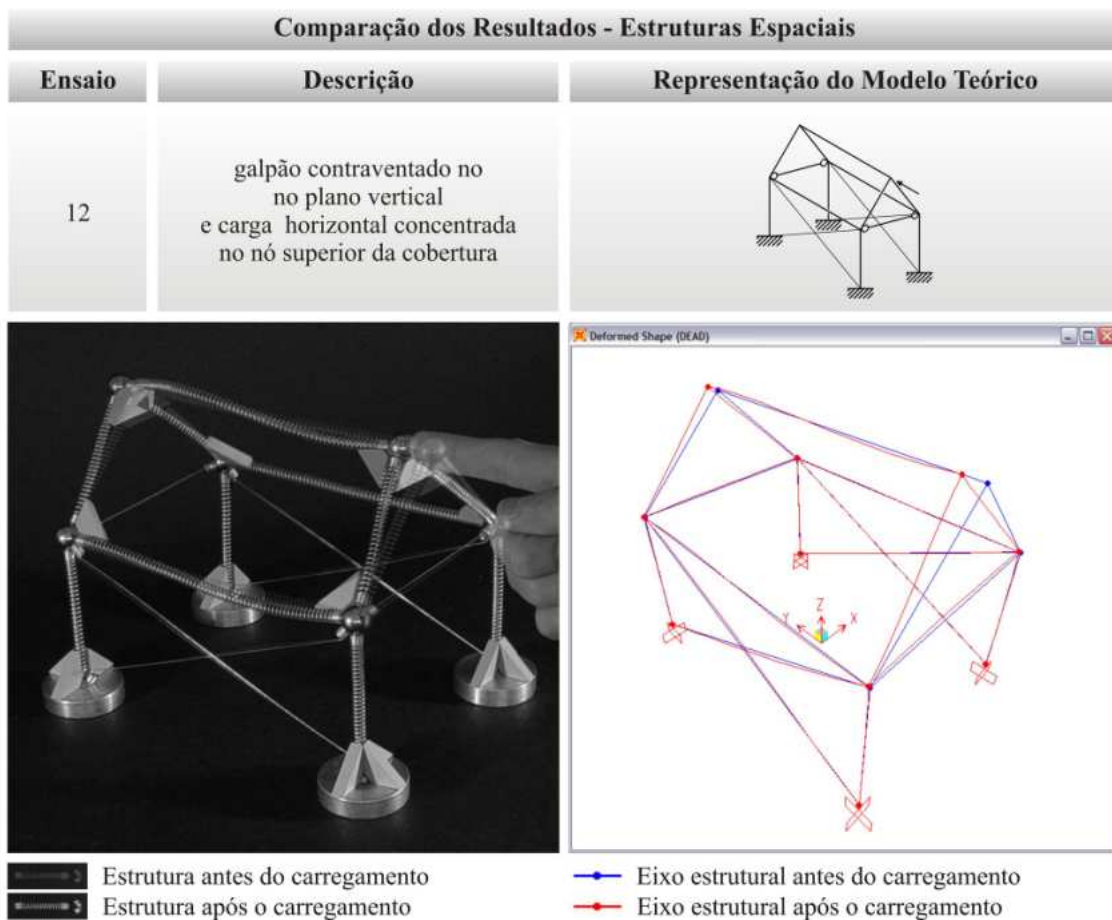 Comparação dos Resultados - Estruturas Espaciais
Ensaio
Descrição
Representação do Modelo Teórico
12
galpão contraventado no
no plano vertical
e carga horizontal concentrada
no nó superior da cobertura
Deformed Shape (DEAD)
Z
Y
X
Estrutura antes do carregamento
Estrutura após o carregamento
Eixo estrutural antes do carregamento
Eixo estrutural após o carregamento